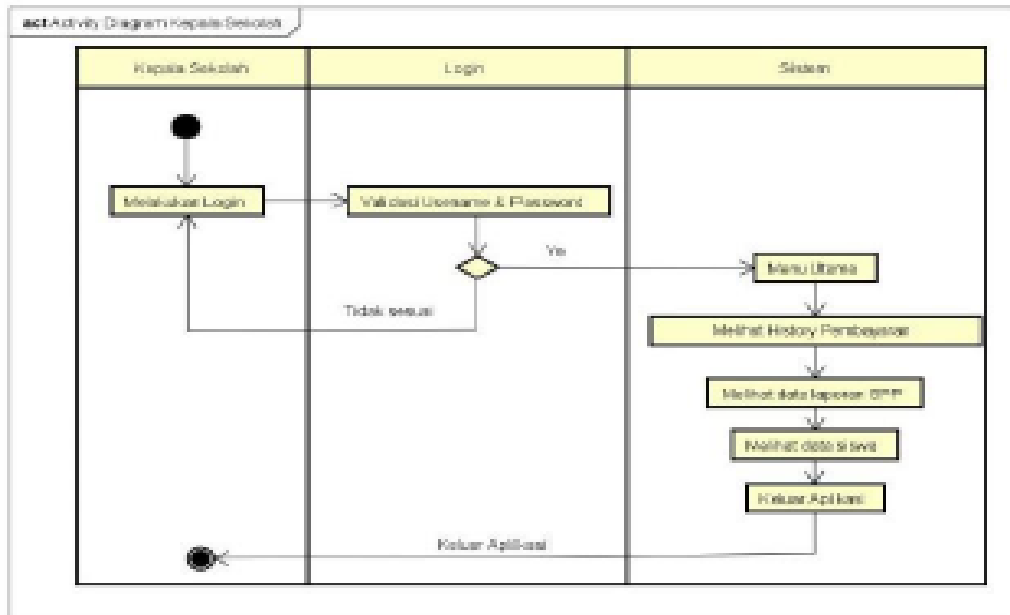 act Activity Diagram Kepala Sekolah
Kepala Sekolah
Login
Sistem
Melakukan Login
Validasi Username & Password
Ya
Menu Utama
Tidak sesuai
Melihat History Pembayaran
Melihat data laporan SPP
Melihat data siswa
Keluar Aplikasi
Keluar Aplikasi